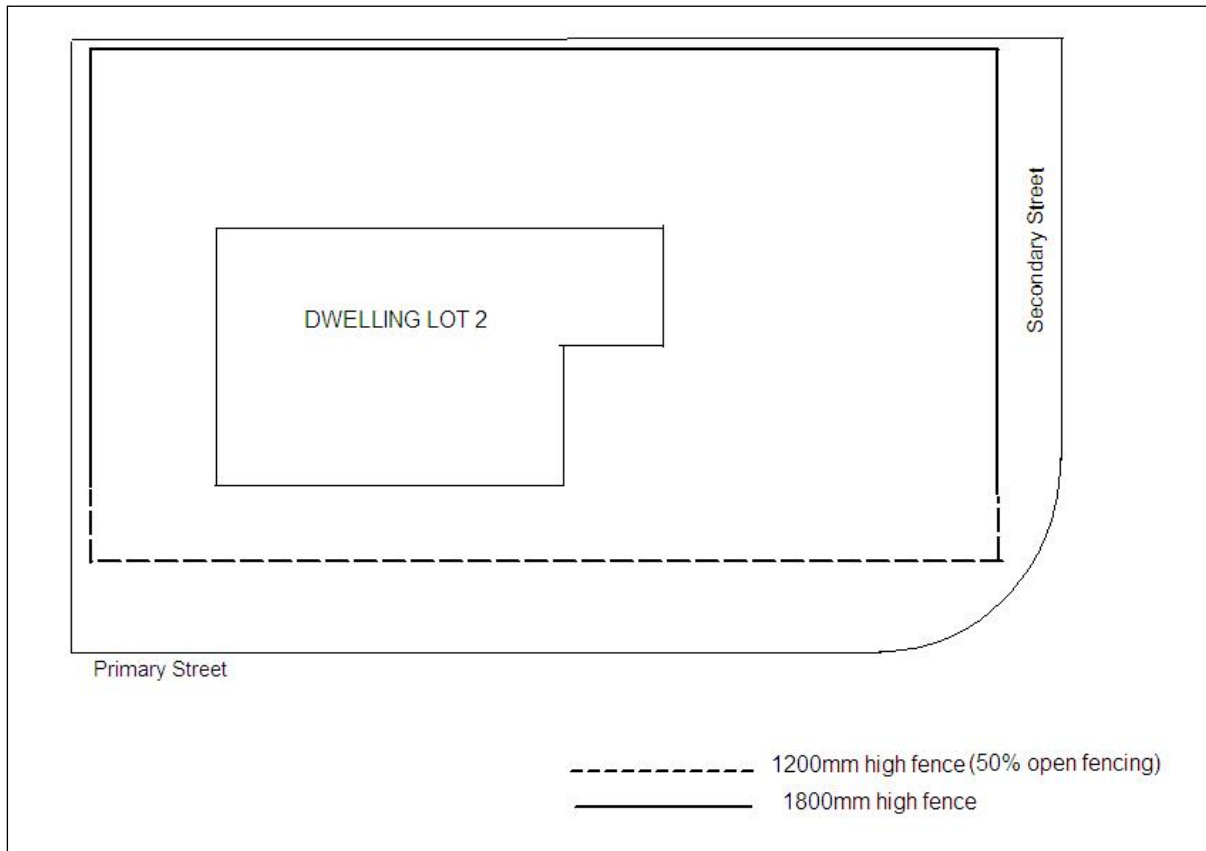 DWELLING LOT 2
Secondary Street
Primary Street
1200mm high fence (50% open fencing)
1800mm high fence